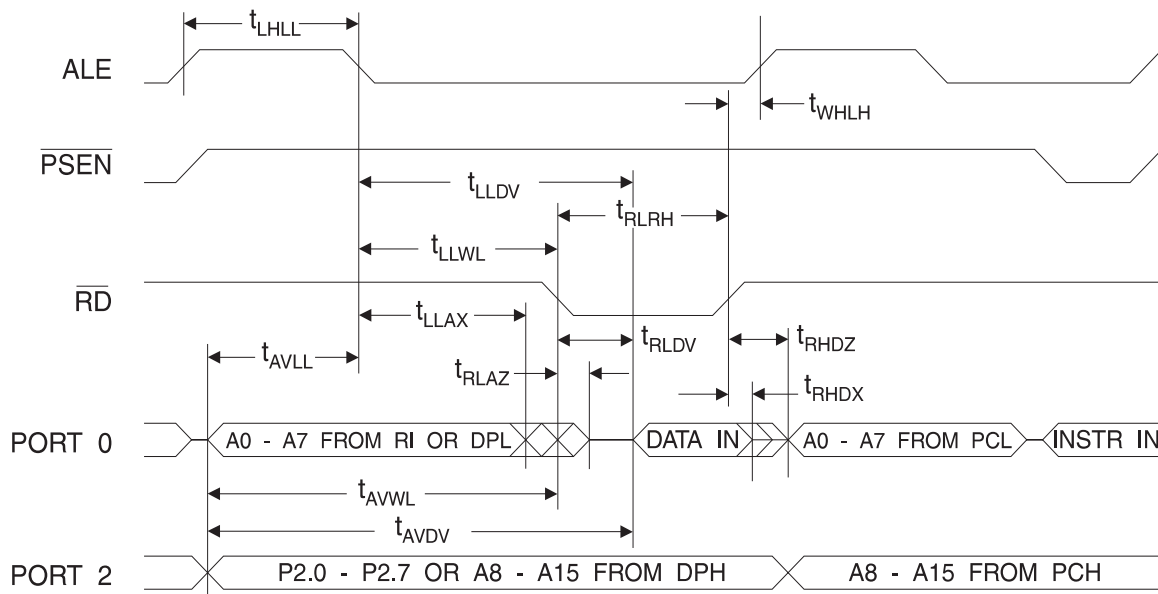 tLHLL
ALE
tWHLH
PSEN
tLLDV
tRLRH
tLLWL
RD
tLLAX
tRLDV
tRHDZ
tAVLL
tRLAZ
tRHDX
PORT 0
A0 - A7 FROM RI OR DPL
DATA IN
A0 - A7 FROM PCL
INSTR IN
tAVWL
tAVDV
PORT 2
P2.0 - P2.7 OR A8 - A15 FROM DPH
A8 - A15 FROM PCH